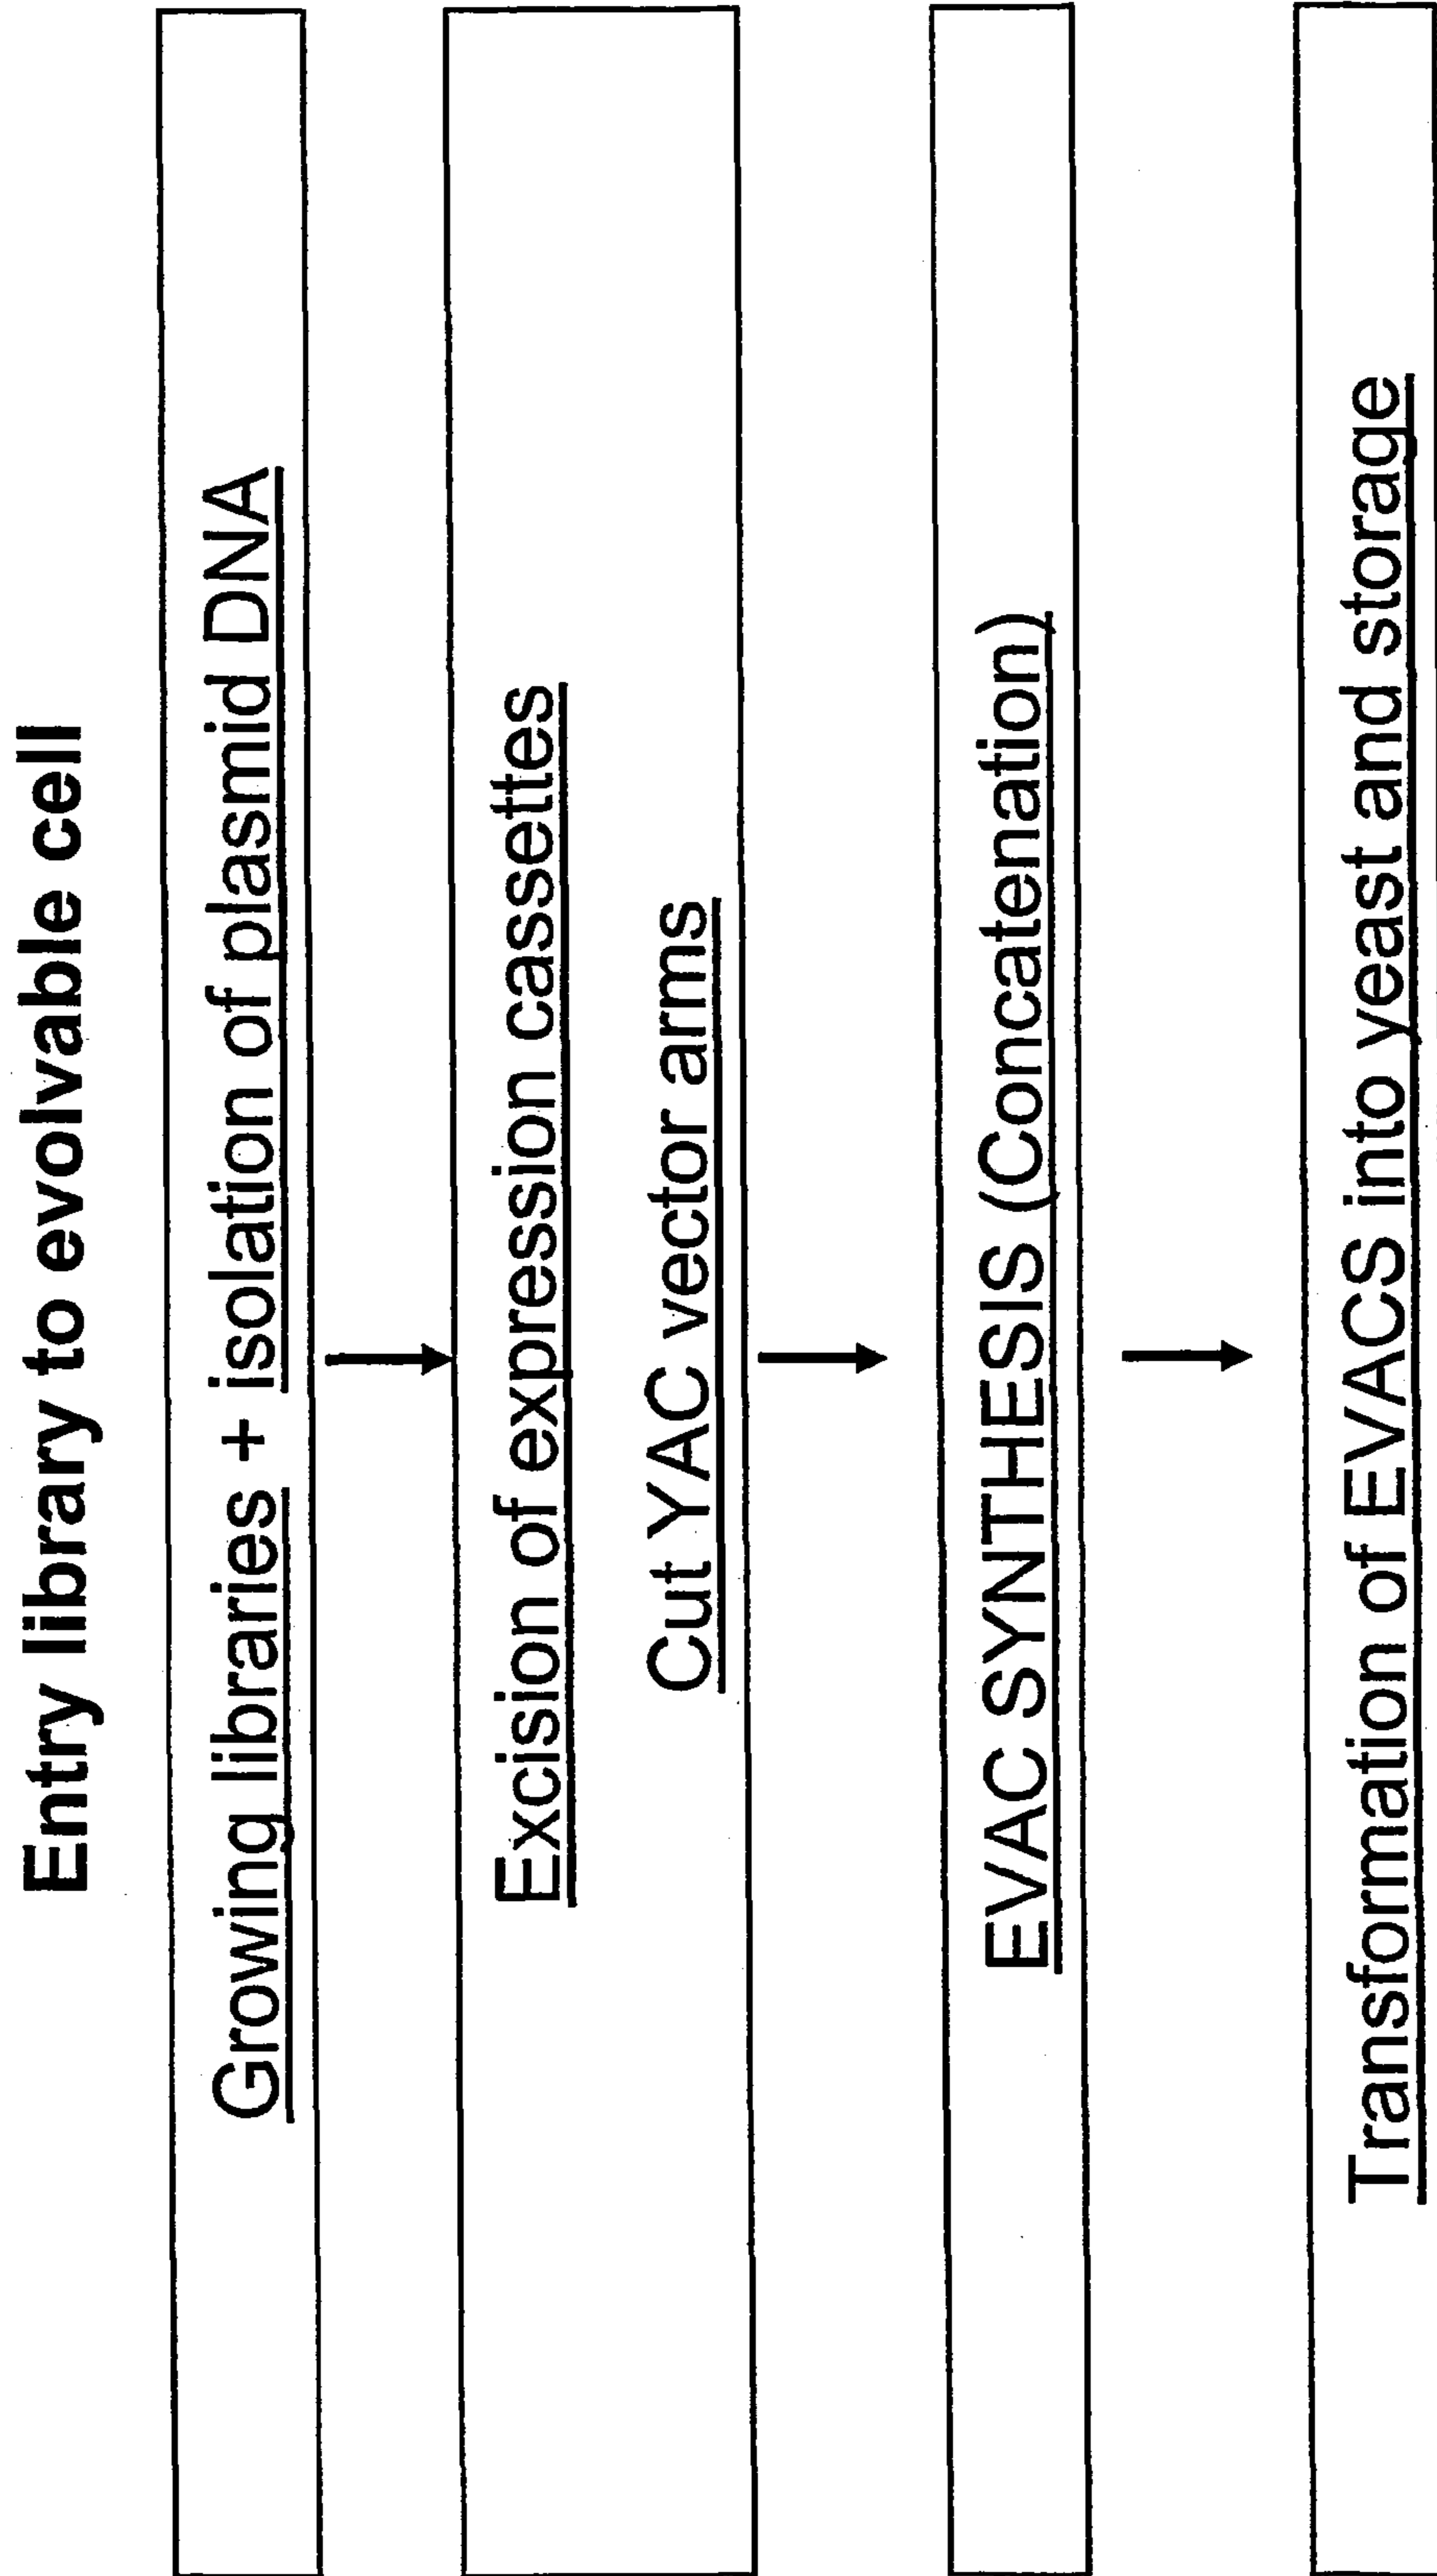 Entry library to evolvable cell
Growing libraries + isolation of plasmid DNA
Excision of expression cassettes
Cut YAC vector arms
EVAC SYNTHESIS (Concatenation)
Transformation of EVACS into yeast and storage